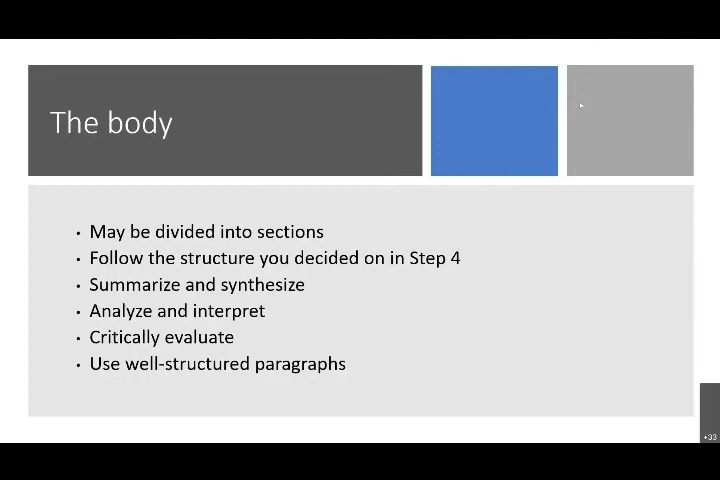 The body
• May be divided into sections
• Follow the structure you decided on in Step 4
• Summarize and synthesize
• Analyze and interpret
• Critically evaluate
• Use well-structured paragraphs
+33